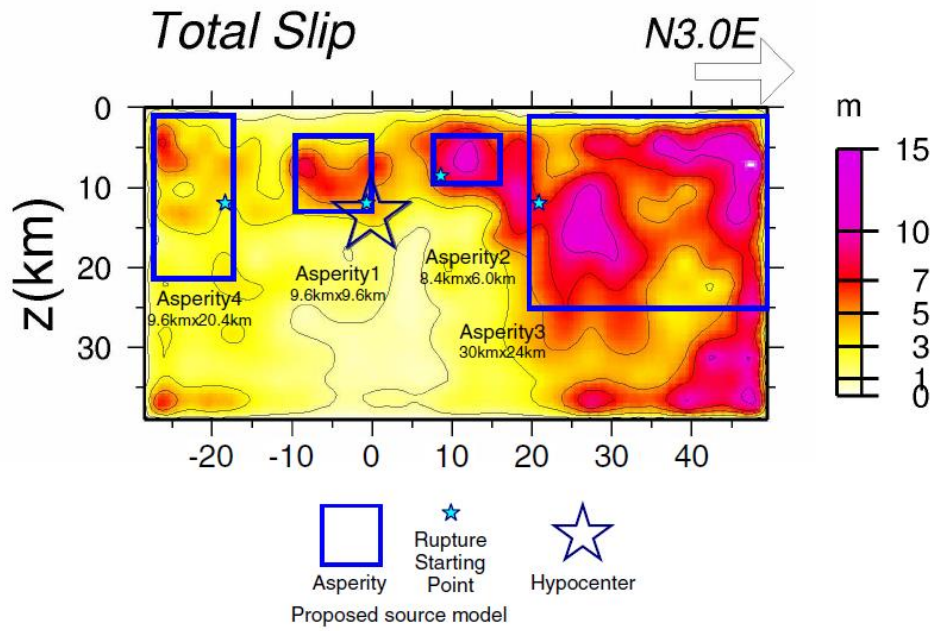 Total Slip
N3.0E
m
0
10
20
30
z(km)
Asperity4
9.6kmx20.4km
Asperity1
9.6kmx9.6km
Asperity2
8.4kmx6.0km
Asperity3
30kmx24km
15
10
7
5
3
1
0
-20 -10 0 10 20 30 40
Asperity
Rupture
Starting
Point
Hypocenter
Proposed source model